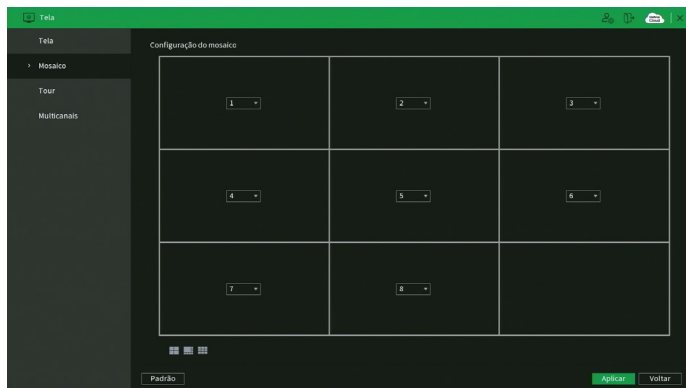 Tela
Tela
Mosaico
Tour
Multicanais
Configuração do mosaico
1
2
3
4
5
6
7
8
Padrão
Aplicar
Voltar